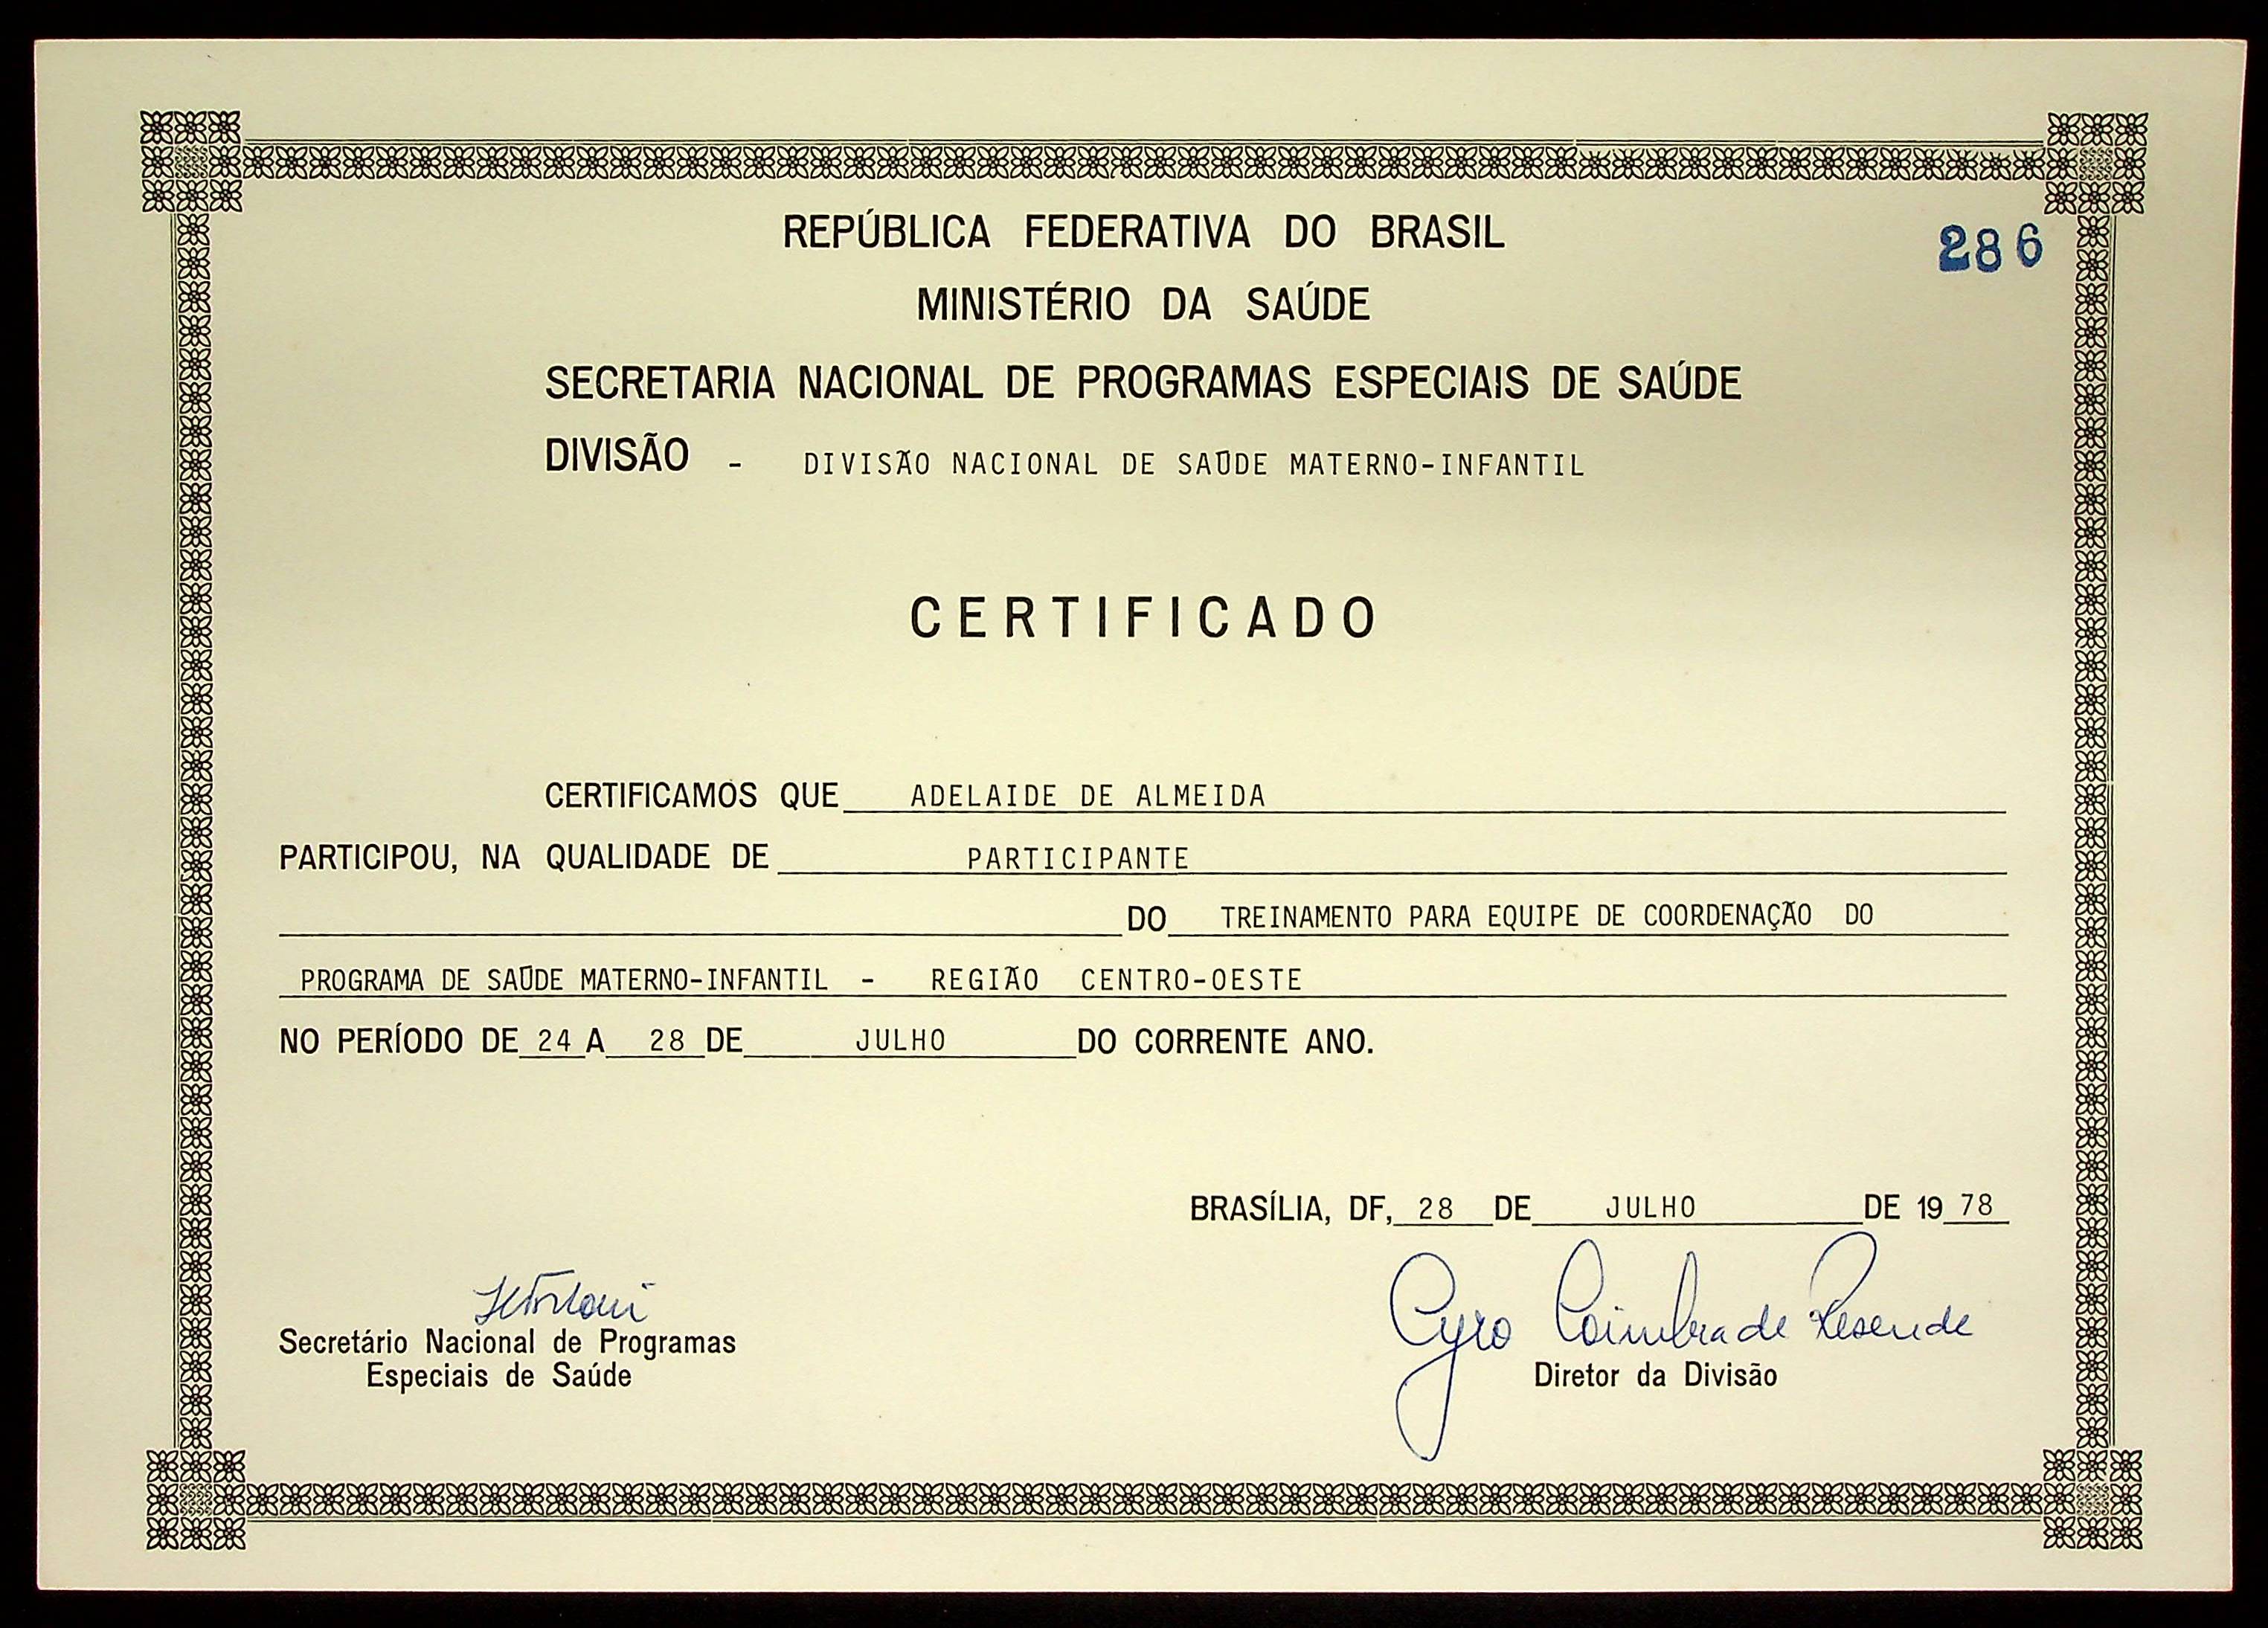 REPÚBLICA FEDERATIVA DO BRASIL
286
MINISTÉRIO DA SAÚDE
SECRETARIA NACIONAL DE PROGRAMAS ESPECIAIS DE SAÚDE
DIVISÃO - DIVISÃO NACIONAL DE SAÚDE MATERNO-INFANTIL
CERTIFICADO
CERTIFICAMOS QUE ADELAIDE DE ALMEIDA
PARTICIPOU, NA QUALIDADE DE PARTICIPANTE
DO TREINAMENTO PARA EQUIPE DE COORDENAÇÃO DO
PROGRAMA DE SAÚDE MATERNO-INFANTIL - REGIÃO CENTRO-OESTE
NO PERÍODO DE 24 A 28 DE JULHO DO CORRENTE ANO.
BRASÍLIA, DF, 28 DE JULHO DE 1978
Cyro Coimbra de Resende
Secretário Nacional de Programas
Especiais de Saúde
Diretor da Divisão